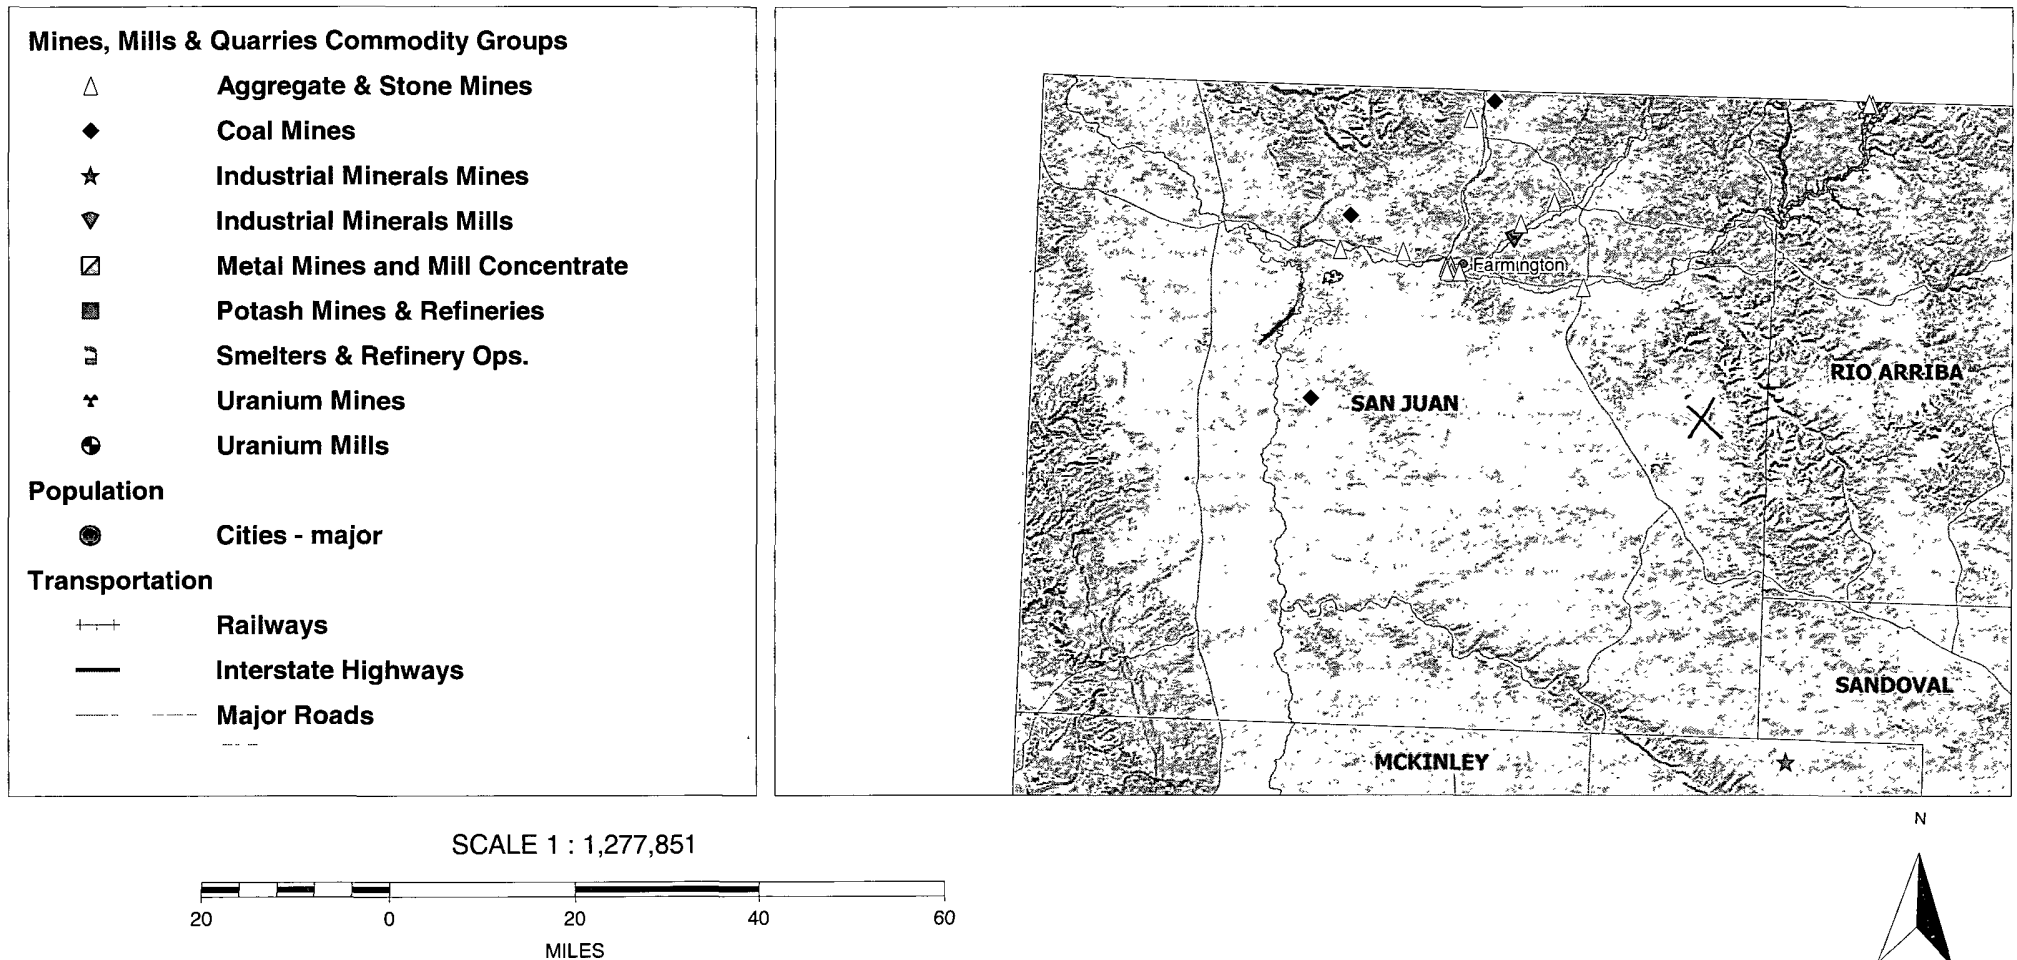 Mines, Mills & Quarries Commodity Groups
Aggregate & Stone Mines
Coal Mines
Industrial Minerals Mines
Industrial Minerals Mills
Metal Mines and Mill Concentrate
Potash Mines & Refineries
Smelters & Refinery Ops.
Uranium Mines
Uranium Mills
Population
Cities - major
Transportation
Railways
Interstate Highways
Major Roads
Farmington
RIO ARRIBA
SAN JUAN
SANDOVAL
MCKINLEY
SCALE 1 : 1,277,851
20 0 20 40 60
MILES
N